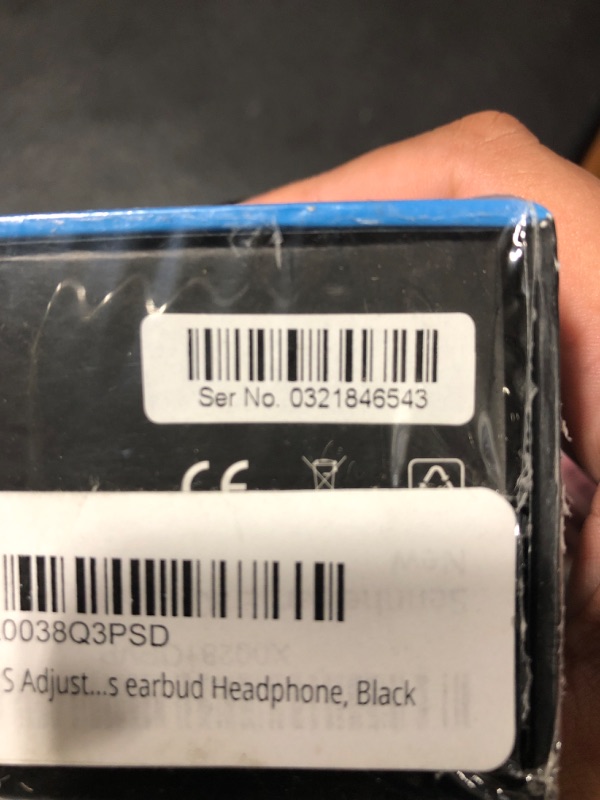 Ser No. 0321846543
CE
0038Q3PSD
S Adjust...s earbud Headphone, Black